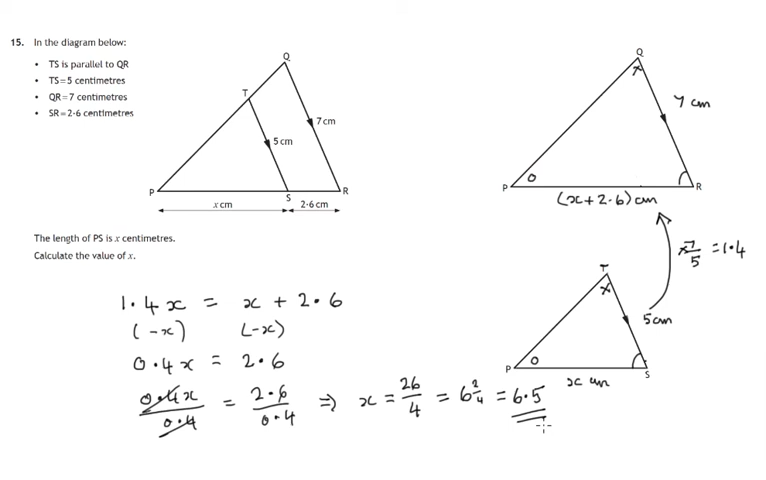 15. In the diagram below:
• TS is parallel to QR
• TS=5 centimetres
• QR=7 centimetres
• SR=2·6 centimetres
Q
T
7 cm
5 cm
P
S
R
x cm
2·6 cm
The length of PS is x centimetres.
Calculate the value of x.
Q
x
7 cm
P
o
R
(x+2·6) cm
×7/5 = 1·4
T
x
5cm
P
o
S
x cm
1·4x = x + 2·6
(-x) (-x)
0·4x = 2·6
0·4x/0·4 = 2·6/0·4 ⇒ x = 26/4 = 6 2/4 = 6·5